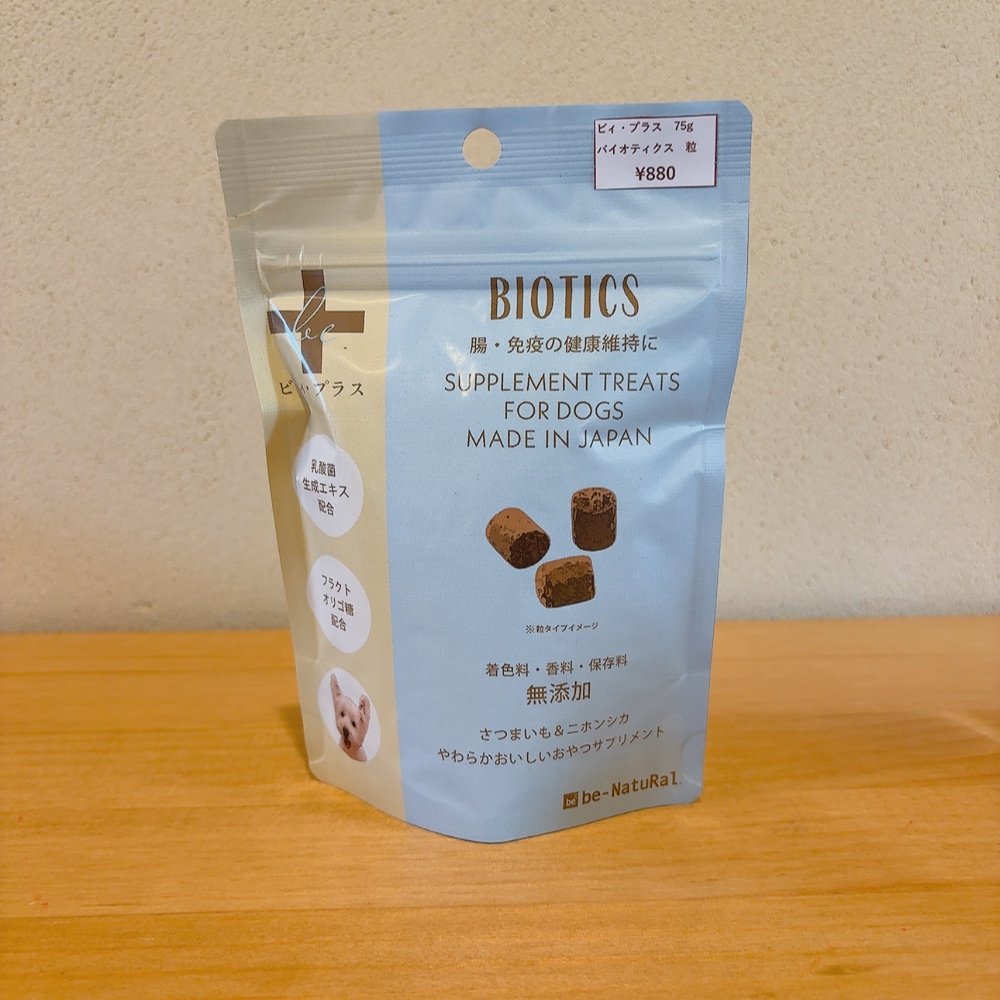 ビィ・プラス 75g
バイオティクス 粒
¥880
be
ビィ・プラス
BIOTICS
腸・免疫の健康維持に
SUPPLEMENT TREATS
FOR DOGS
MADE IN JAPAN
乳酸菌
生成エキス
配合
フラクト
オリゴ糖
配合
※粒タイプイメージ
着色料・香料・保存料
無添加
さつまいも&ニホンシカ
やわらかおいしいおやつサプリメント
be be-NatuRal